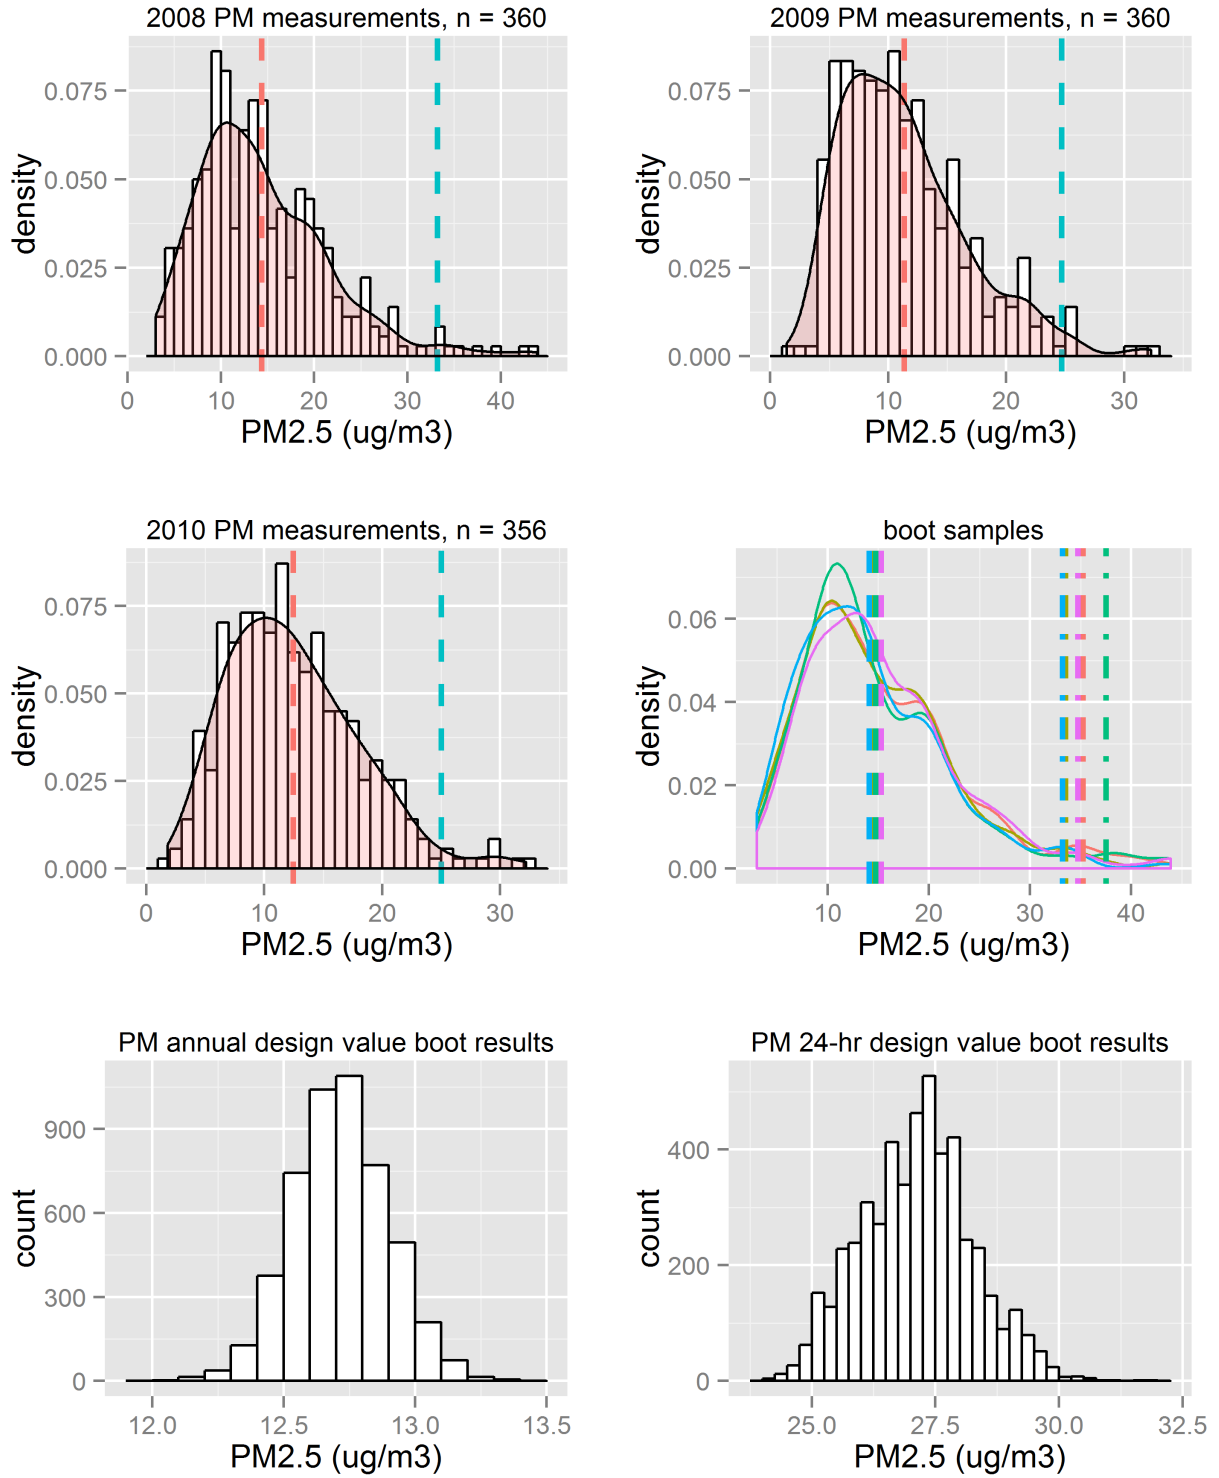 2008 PM measurements, n = 360
density
0.075
0.050
0.025
0.000
0 10 20 30 40
PM2.5 (ug/m3)
2009 PM measurements, n = 360
density
0.075
0.050
0.025
0.000
0 10 20 30
PM2.5 (ug/m3)
2010 PM measurements, n = 356
density
0.075
0.050
0.025
0.000
0 10 20 30
PM2.5 (ug/m3)
boot samples
density
0.06
0.04
0.02
0.00
10 20 30 40
PM2.5 (ug/m3)
PM annual design value boot results
count
900
600
300
0
12.0 12.5 13.0 13.5
PM2.5 (ug/m3)
PM 24-hr design value boot results
count
400
200
0
25.0 27.5 30.0 32.5
PM2.5 (ug/m3)